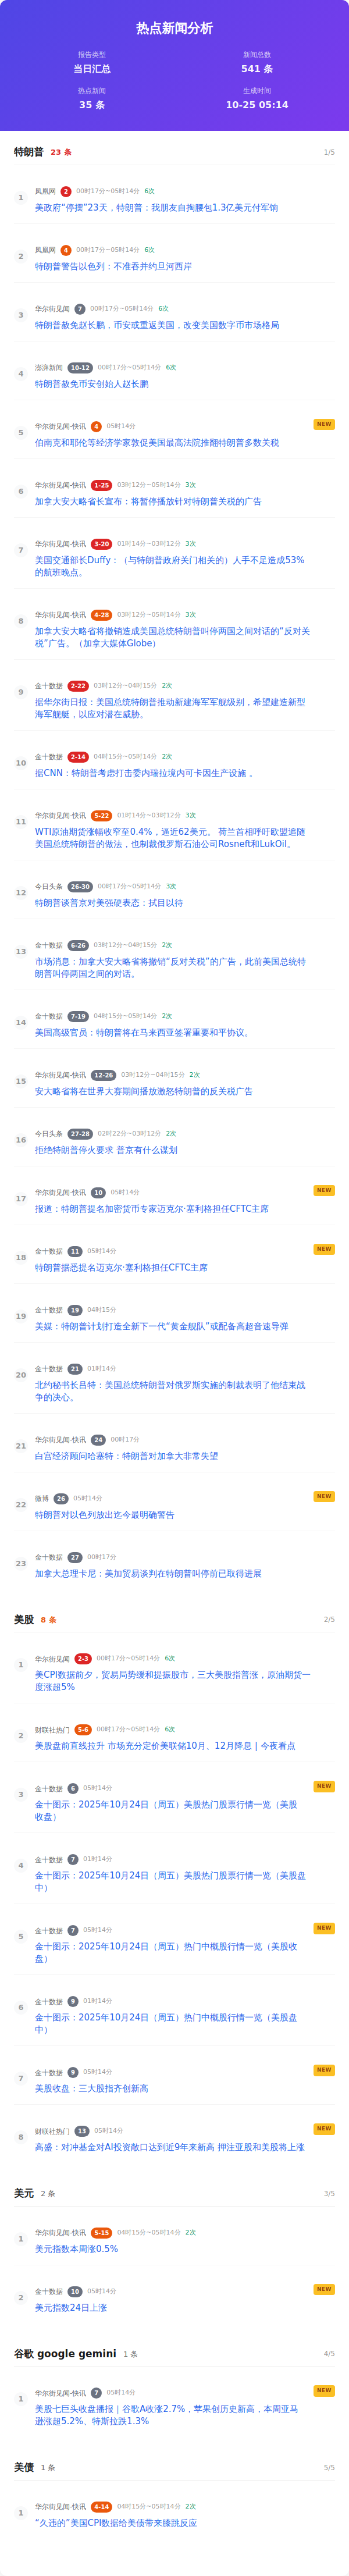 热点新闻分析
报告类型
新闻总数
当日汇总
541 条
热点新闻
生成时间
35 条
10-25 05:14
特朗普 23 条 1/5
1
凤凰网 2 00时17分~05时14分 6次
美政府“停摆”23天，特朗普：我朋友自掏腰包1.3亿美元付军饷
2
凤凰网 4 00时17分~05时14分 6次
特朗普警告以色列：不准吞并约旦河西岸
3
华尔街见闻 7 00时17分~05时14分 6次
特朗普赦免赵长鹏，币安或重返美国，改变美国数字币市场格局
4
澎湃新闻 10-12 00时17分~05时14分 6次
特朗普赦免币安创始人赵长鹏
5
华尔街见闻-快讯 4 05时14分 NEW
伯南克和耶伦等经济学家敦促美国最高法院推翻特朗普多数关税
6
华尔街见闻-快讯 1-25 03时12分~05时14分 3次
加拿大安大略省长宣布：将暂停播放针对特朗普关税的广告
7
华尔街见闻-快讯 3-20 01时14分~03时12分 3次
美国交通部长Duffy：（与特朗普政府关门相关的）人手不足造成53%
的航班晚点。
8
华尔街见闻-快讯 4-28 03时12分~05时14分 3次
加拿大安大略省将撤销造成美国总统特朗普叫停两国之间对话的“反对关
税”广告。（加拿大媒体Globe）
9
金十数据 2-22 03时12分~04时15分 2次
据华尔街日报：美国总统特朗普推动新建海军军舰级别，希望建造新型
海军舰艇，以应对潜在威胁。
10
金十数据 2-14 04时15分~05时14分 2次
据CNN：特朗普考虑打击委内瑞拉境内可卡因生产设施 。
11
华尔街见闻-快讯 5-22 01时14分~03时12分 3次
WTI原油期货涨幅收窄至0.4%，逼近62美元。 荷兰首相呼吁欧盟追随
美国总统特朗普的做法，也制裁俄罗斯石油公司Rosneft和LukOil。
12
今日头条 26-30 00时17分~05时14分 3次
特朗普谈普京对美强硬表态：拭目以待
13
金十数据 6-26 03时12分~04时15分 2次
市场消息：加拿大安大略省将撤销“反对关税”的广告，此前美国总统特
朗普叫停两国之间的对话。
14
金十数据 7-19 04时15分~05时14分 2次
美国高级官员：特朗普将在马来西亚签署重要和平协议。
15
华尔街见闻-快讯 12-26 03时12分~04时15分 2次
安大略省将在世界大赛期间播放激怒特朗普的反关税广告
16
今日头条 27-28 02时22分~03时12分 2次
拒绝特朗普停火要求 普京有什么谋划
17
华尔街见闻-快讯 10 05时14分 NEW
报道：特朗普提名加密货币专家迈克尔·塞利格担任CFTC主席
18
金十数据 11 05时14分 NEW
特朗普据悉提名迈克尔·塞利格担任CFTC主席
19
金十数据 19 04时15分
美媒：特朗普计划打造全新下一代“黄金舰队”或配备高超音速导弹
20
金十数据 21 01时14分
北约秘书长吕特：美国总统特朗普对俄罗斯实施的制裁表明了他结束战
争的决心。
21
华尔街见闻-快讯 24 00时17分
白宫经济顾问哈塞特：特朗普对加拿大非常失望
22
微博 26 05时14分 NEW
特朗普对以色列放出迄今最明确警告
23
金十数据 27 00时17分
加拿大总理卡尼：美加贸易谈判在特朗普叫停前已取得进展
美股 8 条 2/5
1
华尔街见闻 2-3 00时17分~05时14分 6次
美CPI数据前夕，贸易局势缓和提振股市，三大美股指普涨，原油期货一
度涨超5%
2
财联社热门 5-6 00时17分~05时14分 6次
美股盘前直线拉升 市场充分定价美联储10月、12月降息 | 今夜看点
3
金十数据 6 05时14分 NEW
金十图示：2025年10月24日（周五）美股热门股票行情一览（美股
收盘）
4
金十数据 7 01时14分
金十图示：2025年10月24日（周五）美股热门股票行情一览（美股盘
中）
5
金十数据 7 05时14分 NEW
金十图示：2025年10月24日（周五）热门中概股行情一览（美股收
盘）
6
金十数据 9 01时14分
金十图示：2025年10月24日（周五）热门中概股行情一览（美股盘
中）
7
金十数据 9 05时14分 NEW
美股收盘：三大股指齐创新高
8
财联社热门 13 05时14分 NEW
高盛：对冲基金对AI投资敞口达到近9年来新高 押注亚股和美股将上涨
美元 2 条 3/5
1
华尔街见闻-快讯 5-15 04时15分~05时14分 2次
美元指数本周涨0.5%
2
金十数据 10 05时14分 NEW
美元指数24日上涨
谷歌 google gemini 1 条 4/5
1
华尔街见闻-快讯 7 05时14分 NEW
美股七巨头收盘播报｜谷歌A收涨2.7%，苹果创历史新高，本周亚马
逊涨超5.2%、特斯拉跌1.3%
美债 1 条 5/5
1
华尔街见闻-快讯 4-14 04时15分~05时14分 2次
“久违的”美国CPI数据给美债带来膝跳反应